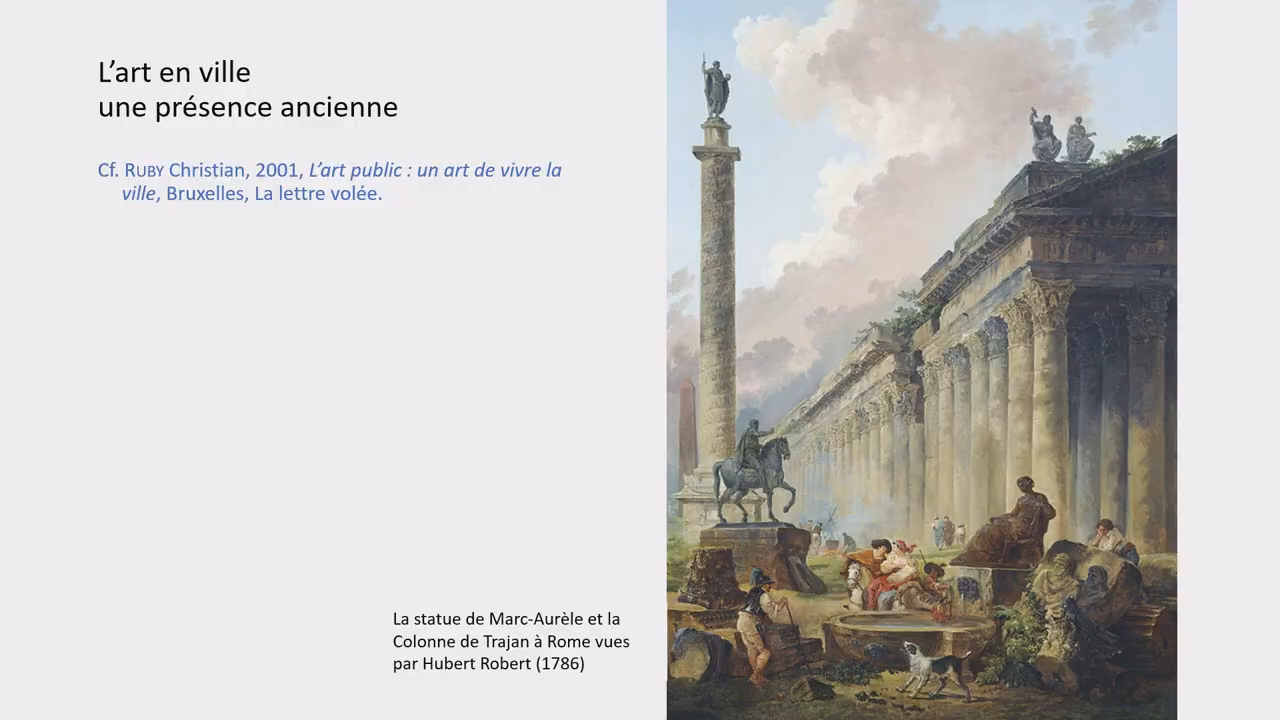 L’art en ville
une présence ancienne
Cf. RUBY Christian, 2001, L’art public : un art de vivre la
ville, Bruxelles, La lettre volée.
La statue de Marc-Aurèle et la
Colonne de Trajan à Rome vues
par Hubert Robert (1786)